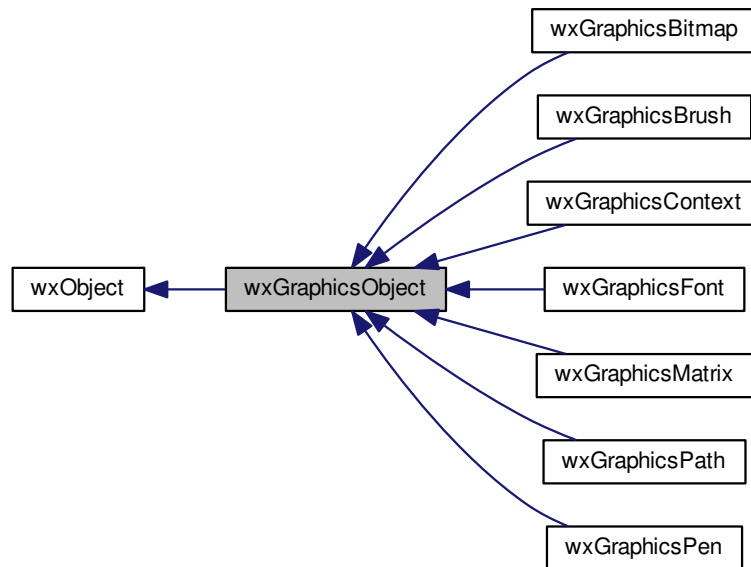 wxGraphicsBitmap
wxGraphicsBrush
wxGraphicsContext
wxObject
wxGraphicsObject
wxGraphicsFont
wxGraphicsMatrix
wxGraphicsPath
wxGraphicsPen